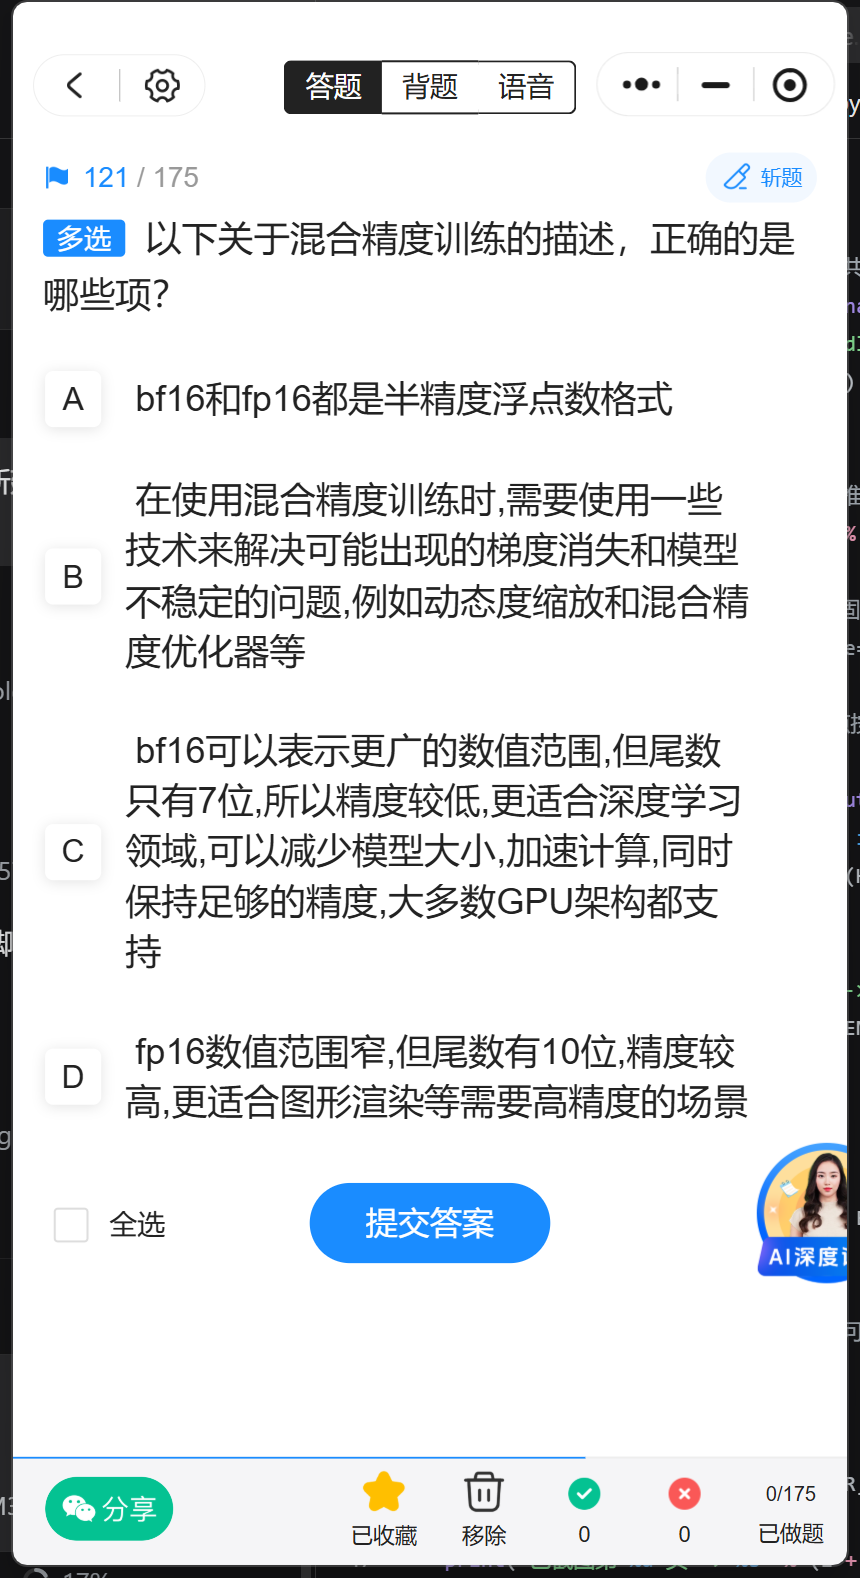 答题
背题
语音
121 / 175
斩题
多选 以下关于混合精度训练的描述，正确的是
哪些项？
A bf16和fp16都是半精度浮点数格式
在使用混合精度训练时,需要使用一些
技术来解决可能出现的梯度消失和模型
B
不稳定的问题,例如动态度缩放和混合精
度优化器等
bf16可以表示更广的数值范围,但尾数
只有7位,所以精度较低,更适合深度学习
C 领域,可以减少模型大小,加速计算,同时
保持足够的精度,大多数GPU架构都支
持
fp16数值范围窄,但尾数有10位,精度较
D
高,更适合图形渲染等需要高精度的场景
全选
提交答案
AI深度
分享
已收藏
移除
0
0
0/175
已做题
17%